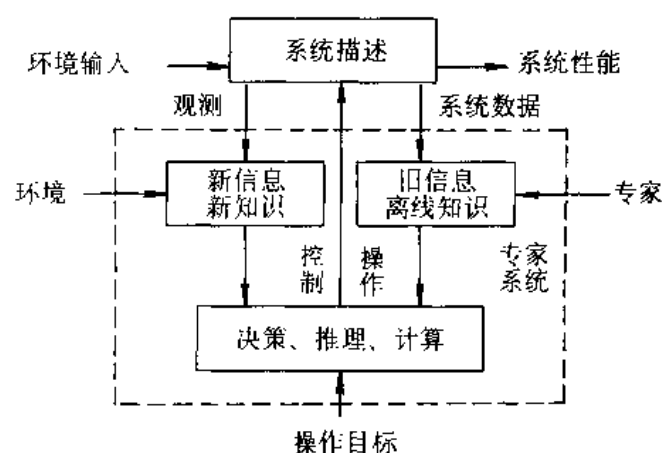 系统描述
环境输入
系统性能
观测
系统数据
环境
新信息
新知识
旧信息
离线知识
专家
控制
操作
专家
系统
决策、推理、计算
操作目标